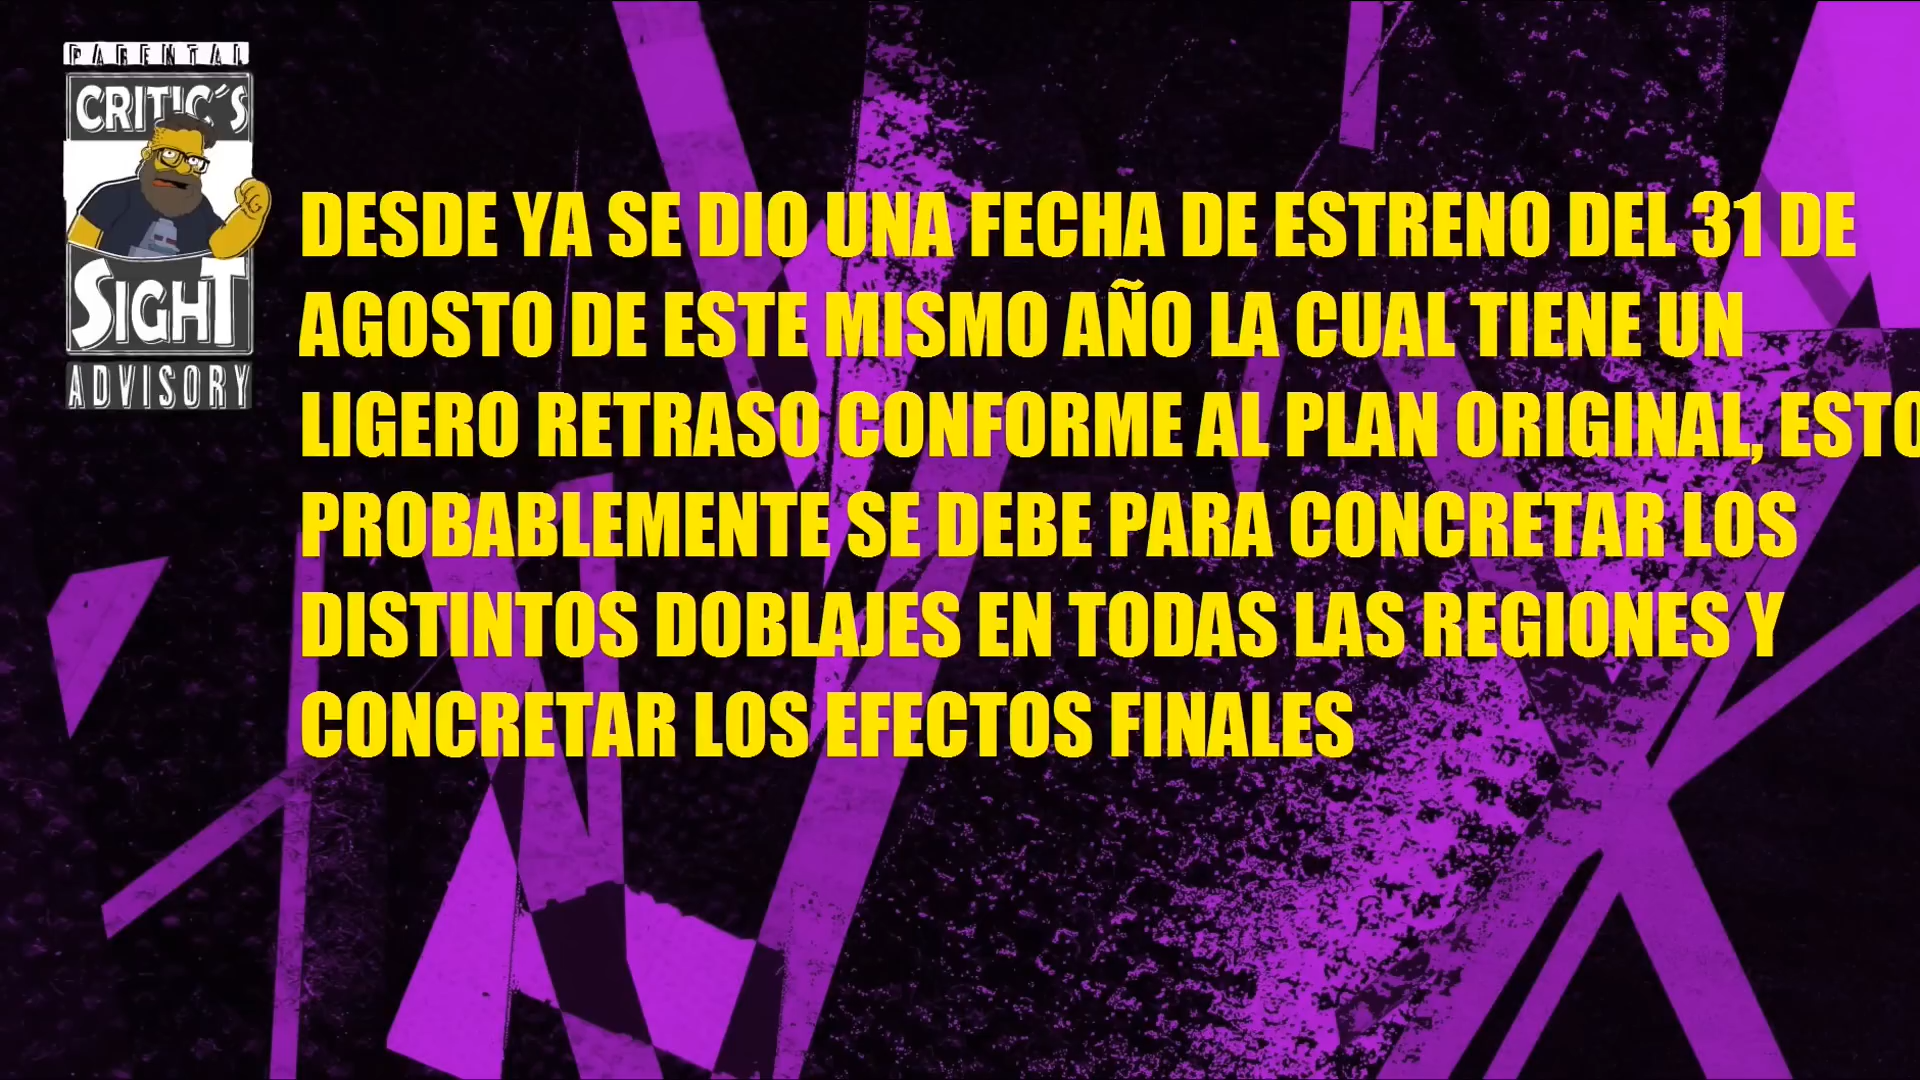 PARENTAL
CRITIC´S
SIGHT
ADVISORY
DESDE YA SE DIO UNA FECHA DE ESTRENO DEL 31 DE
AGOSTO DE ESTE MISMO AÑO LA CUAL TIENE UN
LIGERO RETRASO CONFORME AL PLAN ORIGINAL, ESTO
PROBABLEMENTE SE DEBE PARA CONCRETAR LOS
DISTINTOS DOBLAJES EN TODAS LAS REGIONES Y
CONCRETAR LOS EFECTOS FINALES